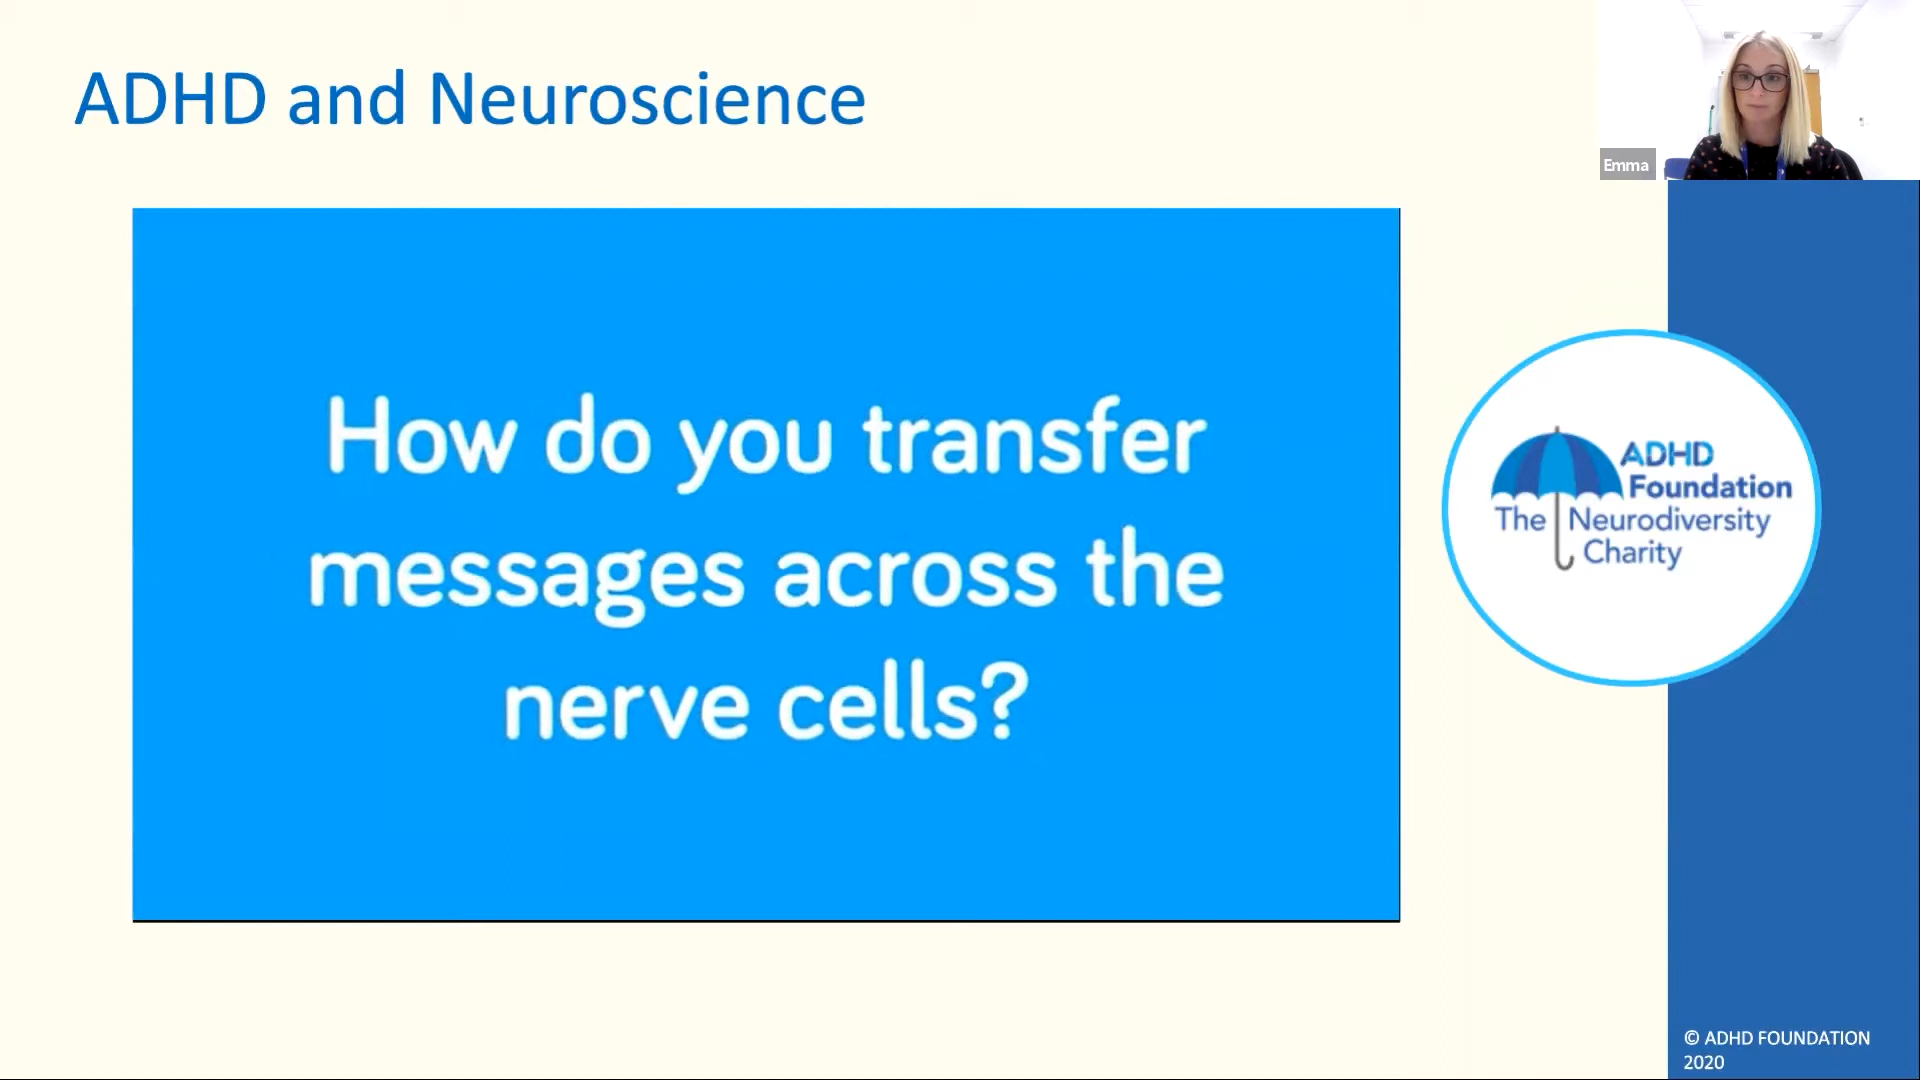 ADHD and Neuroscience
Emma
How do you transfer
messages across the
nerve cells?
ADHD
Foundation
The Neurodiversity
Charity
© ADHD FOUNDATION
2020